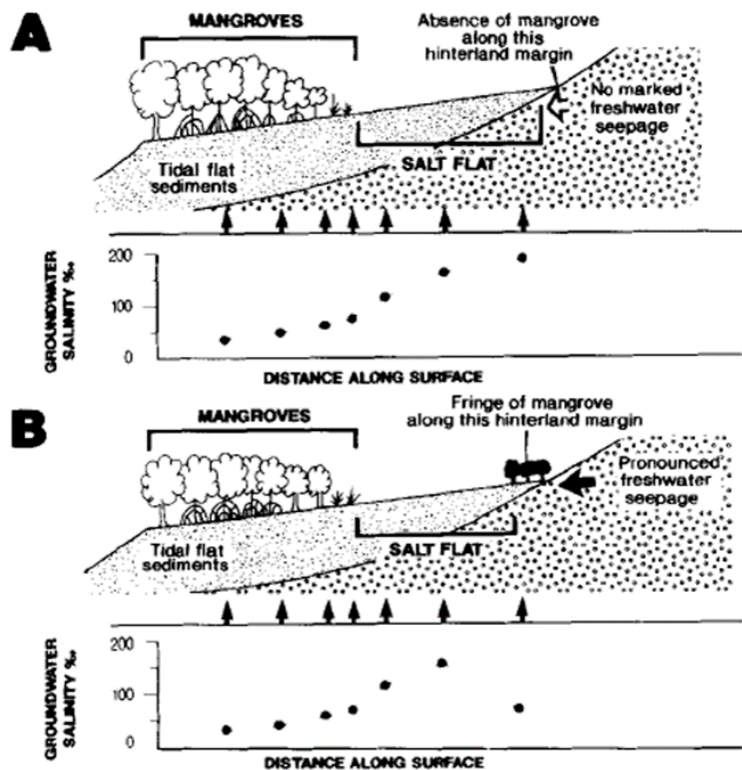 A
MANGROVES
Absence of mangrove
along this
hinterland margin
No marked
freshwater
seepage
Tidal flat
sediments
SALT FLAT
GROUNDWATER
SALINITY ‰
200
100
0
DISTANCE ALONG SURFACE
B
MANGROVES
Fringe of mangrove
along this hinterland margin
Pronounced
freshwater
seepage
Tidal flat
sediments
SALT FLAT
GROUNDWATER
SALINITY ‰
200
100
0
DISTANCE ALONG SURFACE